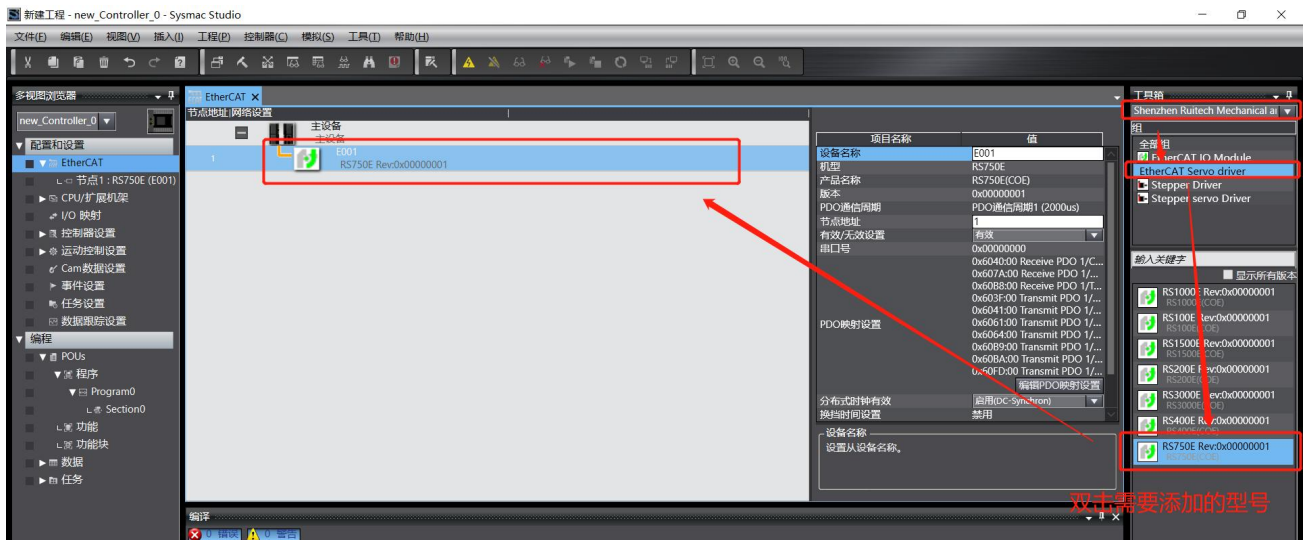 新建工程 - new_Controller_0 - Sysmac Studio
文件(F) 编辑(E) 视图(V) 插入(I) 工程(P) 控制器(C) 模拟(S) 工具(T) 帮助(H)
多视图浏览器
new_Controller_0
配置和设置
EtherCAT
节点1 : RS750E (E001)
CPU/扩展机架
I/O 映射
控制器设置
运动控制设置
Cam数据设置
事件设置
任务设置
数据跟踪设置
编程
POUs
程序
Program0
Section0
功能
功能块
数据
任务
EtherCAT
节点地址|网络设置
主设备
主设备
1
E001
RS750E Rev:0x00000001
项目名称 值
设备名称 E001
机型 RS750E
产品名称 RS750E(COE)
版本 0x00000001
PDO通信周期 PDO通信周期1 (2000us)
节点地址 1
有效/无效设置 有效
串口号 0x00000000
PDO映射设置
0x6040:00 Receive PDO 1/C...
0x607A:00 Receive PDO 1/...
0x60B8:00 Receive PDO 1/T...
0x603F:00 Transmit PDO 1/...
0x6041:00 Transmit PDO 1/...
0x6061:00 Transmit PDO 1/...
0x6064:00 Transmit PDO 1/...
0x60B9:00 Transmit PDO 1/...
0x60BA:00 Transmit PDO 1/...
0x60FD:00 Transmit PDO 1/...
编辑PDO映射设置
分布式时钟有效 启用(DC-Synchron)
换挡时间设置 禁用
设备名称
设置从设备名称。
编译
0 错误 0 警告
工具箱
Shenzhen Ruitech Mechanical a
组
全部组
EtherCAT IO Module
EtherCAT Servo driver
Stepper Driver
Stepper servo Driver
输入关键字
显示所有版本
RS1000E Rev:0x00000001
RS1000E(COE)
RS100E Rev:0x00000001
RS100E(COE)
RS1500E Rev:0x00000001
RS1500E(COE)
RS200E Rev:0x00000001
RS200E(COE)
RS3000E Rev:0x00000001
RS3000E(COE)
RS400E Rev:0x00000001
RS400E(COE)
RS750E Rev:0x00000001
RS750E(COE)
双击需要添加的型号